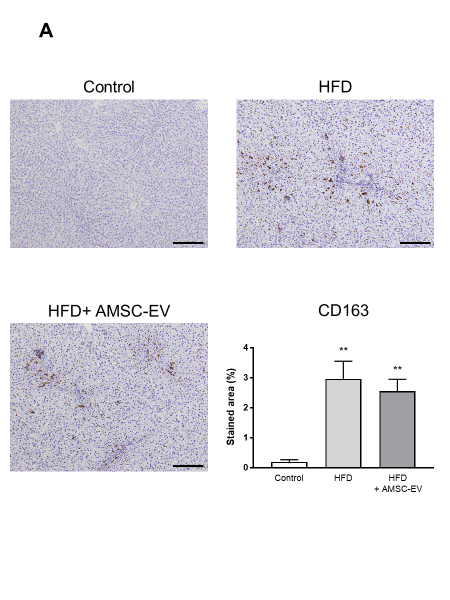 A
Control
HFD
HFD+ AMSC-EV
CD163
Stained area (%)
4
3
2
1
0
**
**
Control
HFD
HFD
+ AMSC-EV